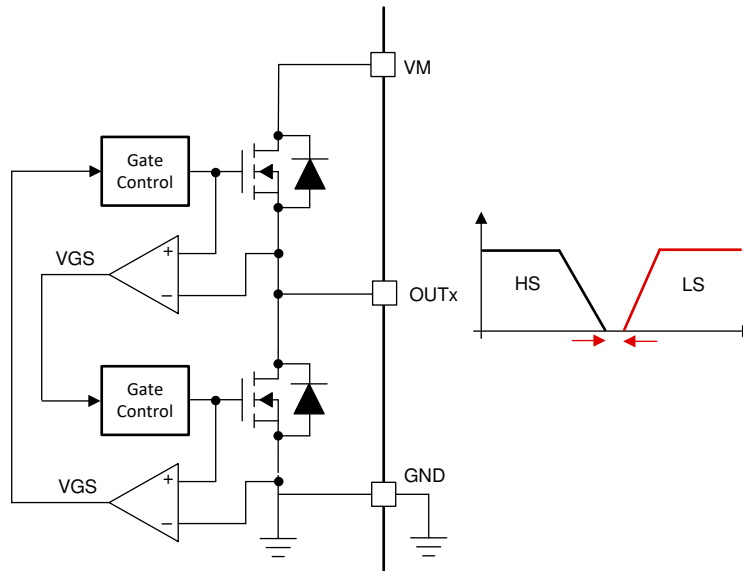 VM
Gate
Control
VGS
+
−
OUTx
HS
LS
Gate
Control
GND
VGS
+
−